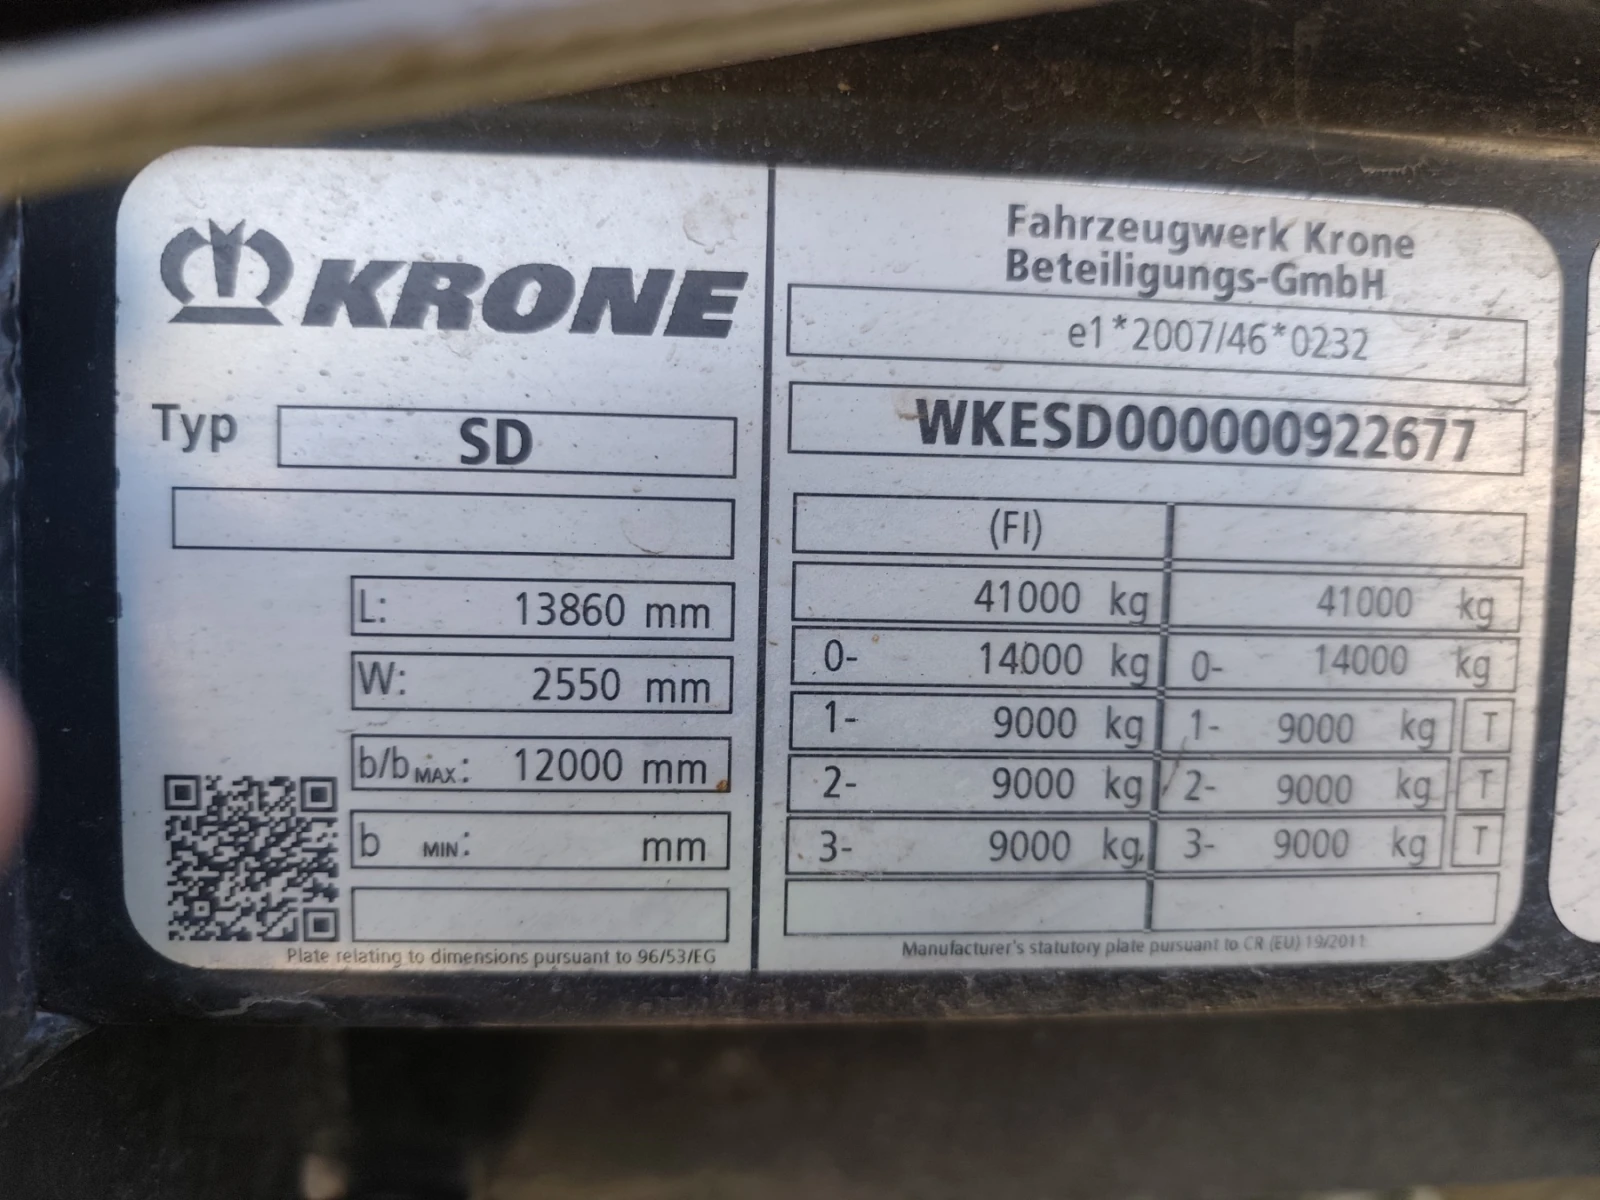 KRONE
Typ SD
L: 13860 mm
W: 2550 mm
b/b MAX: 12000 mm
b MIN: mm
Plate relating to dimensions pursuant to 96/53/EG
Fahrzeugwerk Krone
Beteiligungs-GmbH
e1*2007/46*0232
WKESD000000922677
(FI)
41000 kg 41000 kg
0- 14000 kg 0- 14000 kg
1- 9000 kg 1- 9000 kg T
2- 9000 kg 2- 9000 kg T
3- 9000 kg 3- 9000 kg T
Manufacturer's statutory plate pursuant to CR (EU) 19/2011